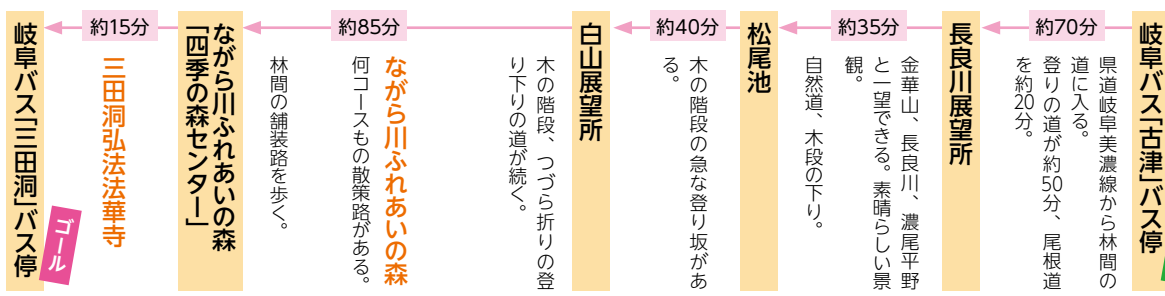 岐阜バス「古津」バス停
約70分
県道岐阜美濃線から林間の
道に入る。
登りの道が約50分、尾根道
を約20分。
長良川展望所
約35分
金華山、長良川、濃尾平野
と一望できる。素晴らしい景
観。
自然道、木段の下り。
松尾池
約40分
木の階段の急な登り坂があ
る。
白山展望所
約85分
木の階段、つづら折りの登
り下りの道が続く。
ながら川ふれあいの森
何コースもの散策路がある。
林間の舗装路を歩く。
ながら川ふれあいの森
「四季の森センター」
約15分
三田洞弘法法華寺
岐阜バス「三田洞」バス停
ゴール